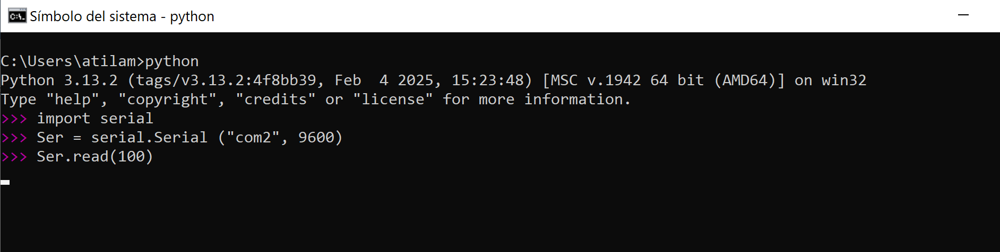 Símbolo del sistema - python
C:\Users\atilam>python
Python 3.13.2 (tags/v3.13.2:4f8bb39, Feb  4 2025, 15:23:48) [MSC v.1942 64 bit (AMD64)] on win32
Type "help", "copyright", "credits" or "license" for more information.
>>> import serial
>>> Ser = serial.Serial ("com2", 9600)
>>> Ser.read(100)